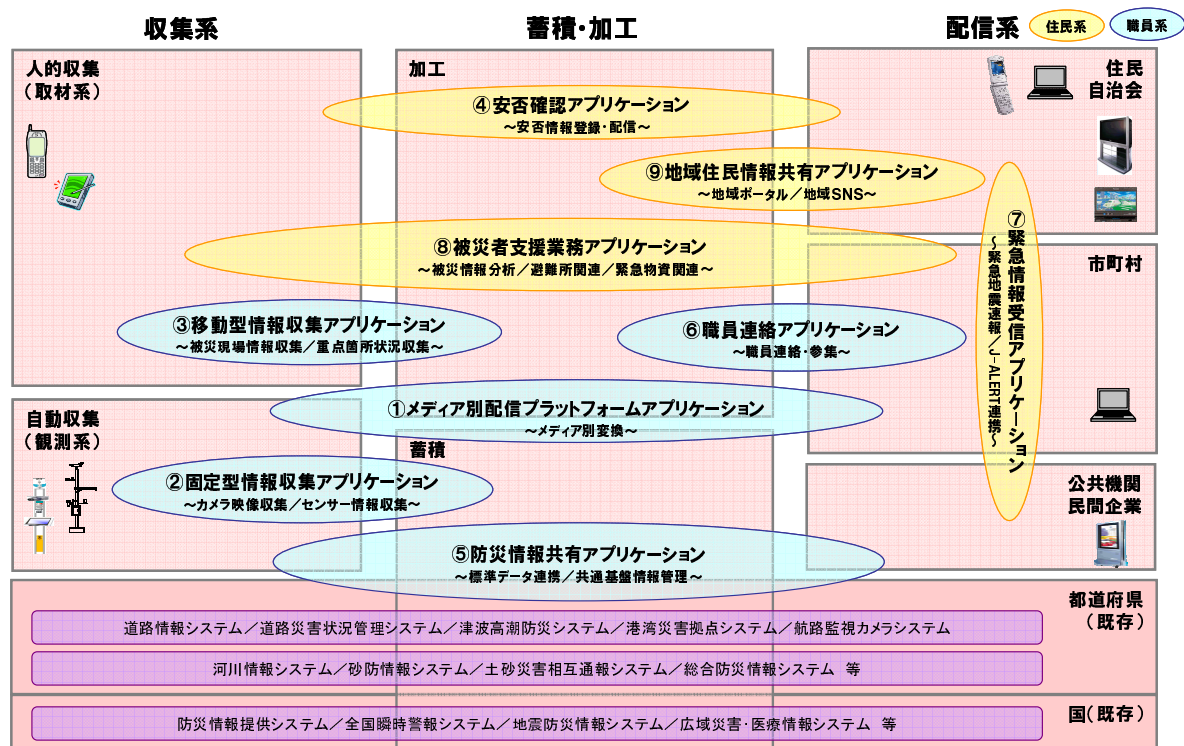 収集系
蓄積・加工
配信系
住民系
職員系
人的収集
(取材系)
加工
住民
自治会
④安否確認アプリケーション
～安否情報登録・配信～
⑨地域住民情報共有アプリケーション
～地域ポータル／地域SNS～
⑦緊急情報受信アプリケーション
～緊急地震速報／J-ALERT連携～
⑧被災者支援業務アプリケーション
～被災情報分析／避難所関連／緊急物資関連～
市町村
③移動型情報収集アプリケーション
～被災現場情報収集／重点箇所状況収集～
⑥職員連絡アプリケーション
～職員連絡・参集～
①メディア別配信プラットフォームアプリケーション
～メディア別変換～
自動収集
(観測系)
蓄積
②固定型情報収集アプリケーション
～カメラ映像収集／センサー情報収集～
公共機関
民間企業
⑤防災情報共有アプリケーション
～標準データ連携／共通基盤情報管理～
都道府県
(既存)
道路情報システム／道路災害状況管理システム／津波高潮防災システム／港湾災害拠点システム／航路監視カメラシステム
河川情報システム／砂防情報システム／土砂災害相互通報システム／総合防災情報システム 等
国(既存)
防災情報提供システム／全国瞬時警報システム／地震防災情報システム／広域災害・医療情報システム 等